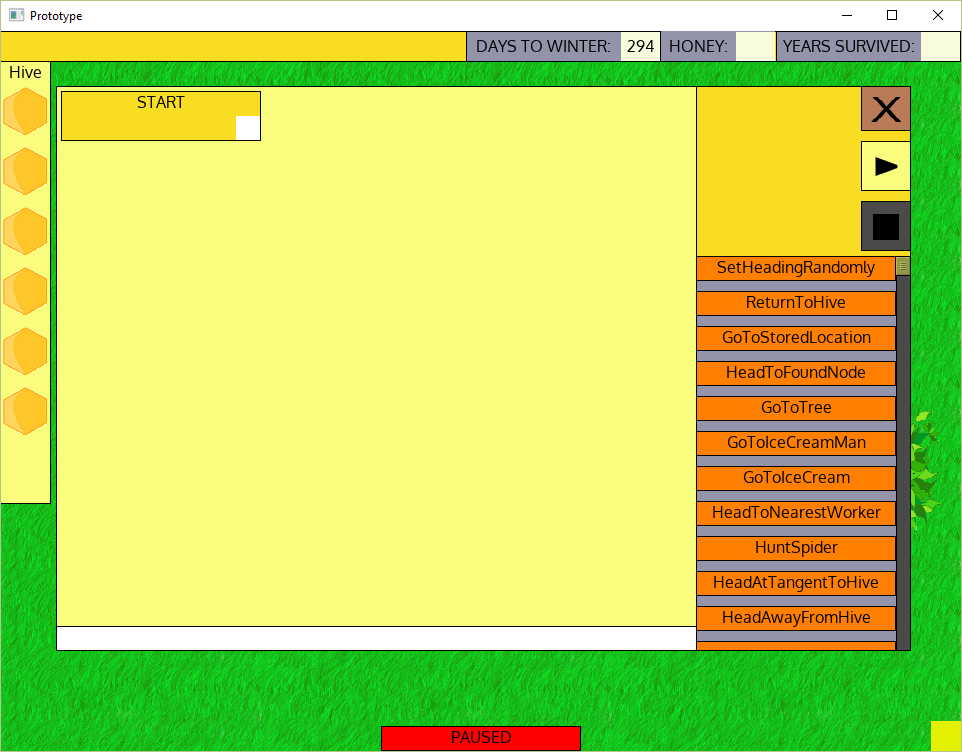 Prototype
DAYS TO WINTER: 294 HONEY: YEARS SURVIVED:
Hive
START
SetHeadingRandomly
ReturnToHive
GoToStoredLocation
HeadToFoundNode
GoToTree
GoToIceCreamMan
GoToIceCream
HeadToNearestWorker
HuntSpider
HeadAtTangentToHive
HeadAwayFromHive
PAUSED